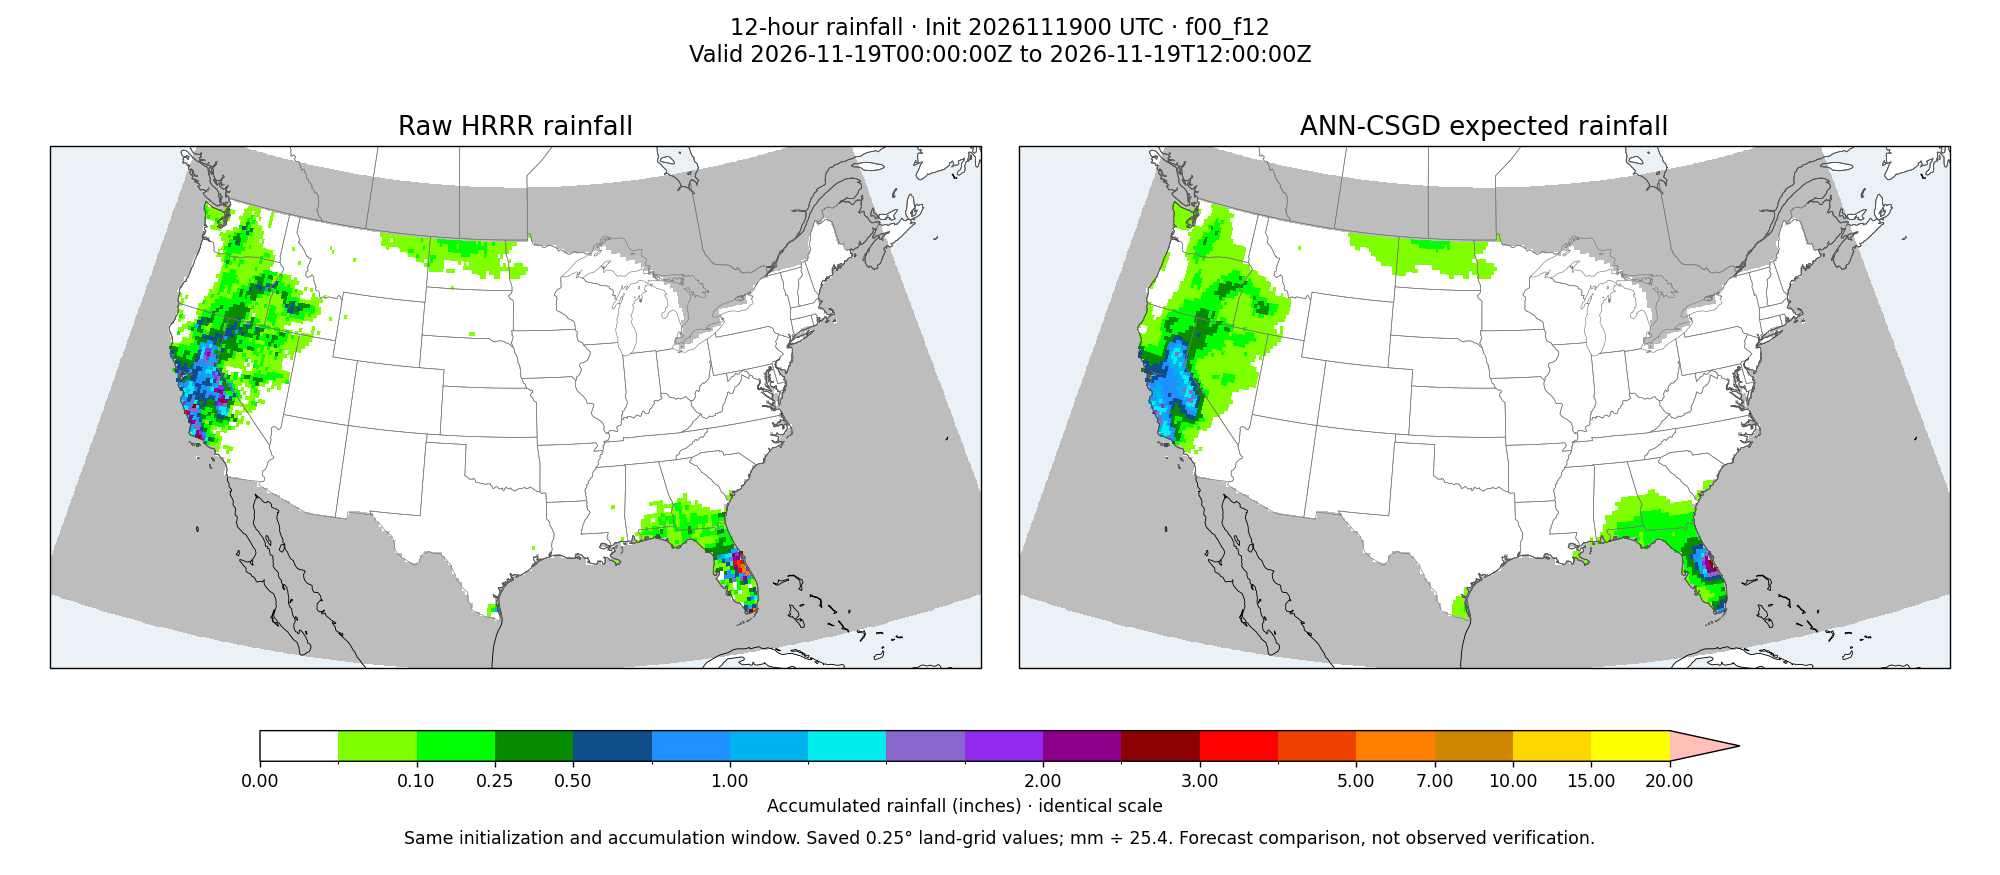 12-hour rainfall · Init 2026111900 UTC · f00_f12
Valid 2026-11-19T00:00:00Z to 2026-11-19T12:00:00Z
Raw HRRR rainfall
ANN-CSGD expected rainfall
0.00 0.10 0.25 0.50 1.00 2.00 3.00 5.00 7.00 10.00 15.00 20.00
Accumulated rainfall (inches) · identical scale
Same initialization and accumulation window. Saved 0.25° land-grid values; mm ÷ 25.4. Forecast comparison, not observed verification.